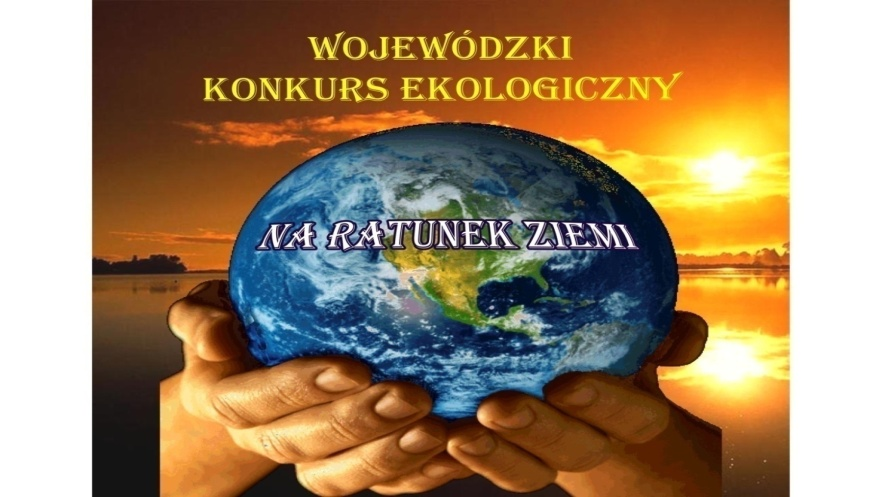 WOJEWÓDZKI
KONKURS EKOLOGICZNY
NA RATUNEK ZIEMI